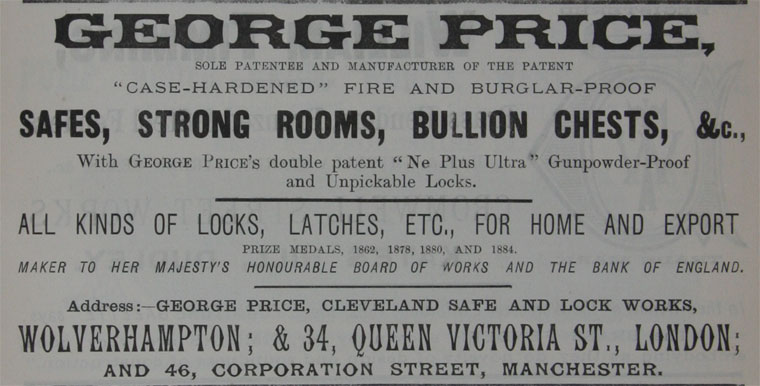 GEORGE PRICE,
SOLE PATENTEE AND MANUFACTURER OF THE PATENT
"CASE-HARDENED" FIRE AND BURGLAR-PROOF
SAFES, STRONG ROOMS, BULLION CHESTS, &c.,
With GEORGE PRICE'S double patent "Ne Plus Ultra" Gunpowder-Proof
and Unpickable Locks.
ALL KINDS OF LOCKS, LATCHES, ETC., FOR HOME AND EXPORT
PRIZE MEDALS, 1862, 1878, 1880, AND 1884.
MAKER TO HER MAJESTY'S HONOURABLE BOARD OF WORKS AND THE BANK OF ENGLAND.
Address:—GEORGE PRICE, CLEVELAND SAFE AND LOCK WORKS,
WOLVERHAMPTON; & 34, QUEEN VICTORIA ST., LONDON;
AND 46, CORPORATION STREET, MANCHESTER.